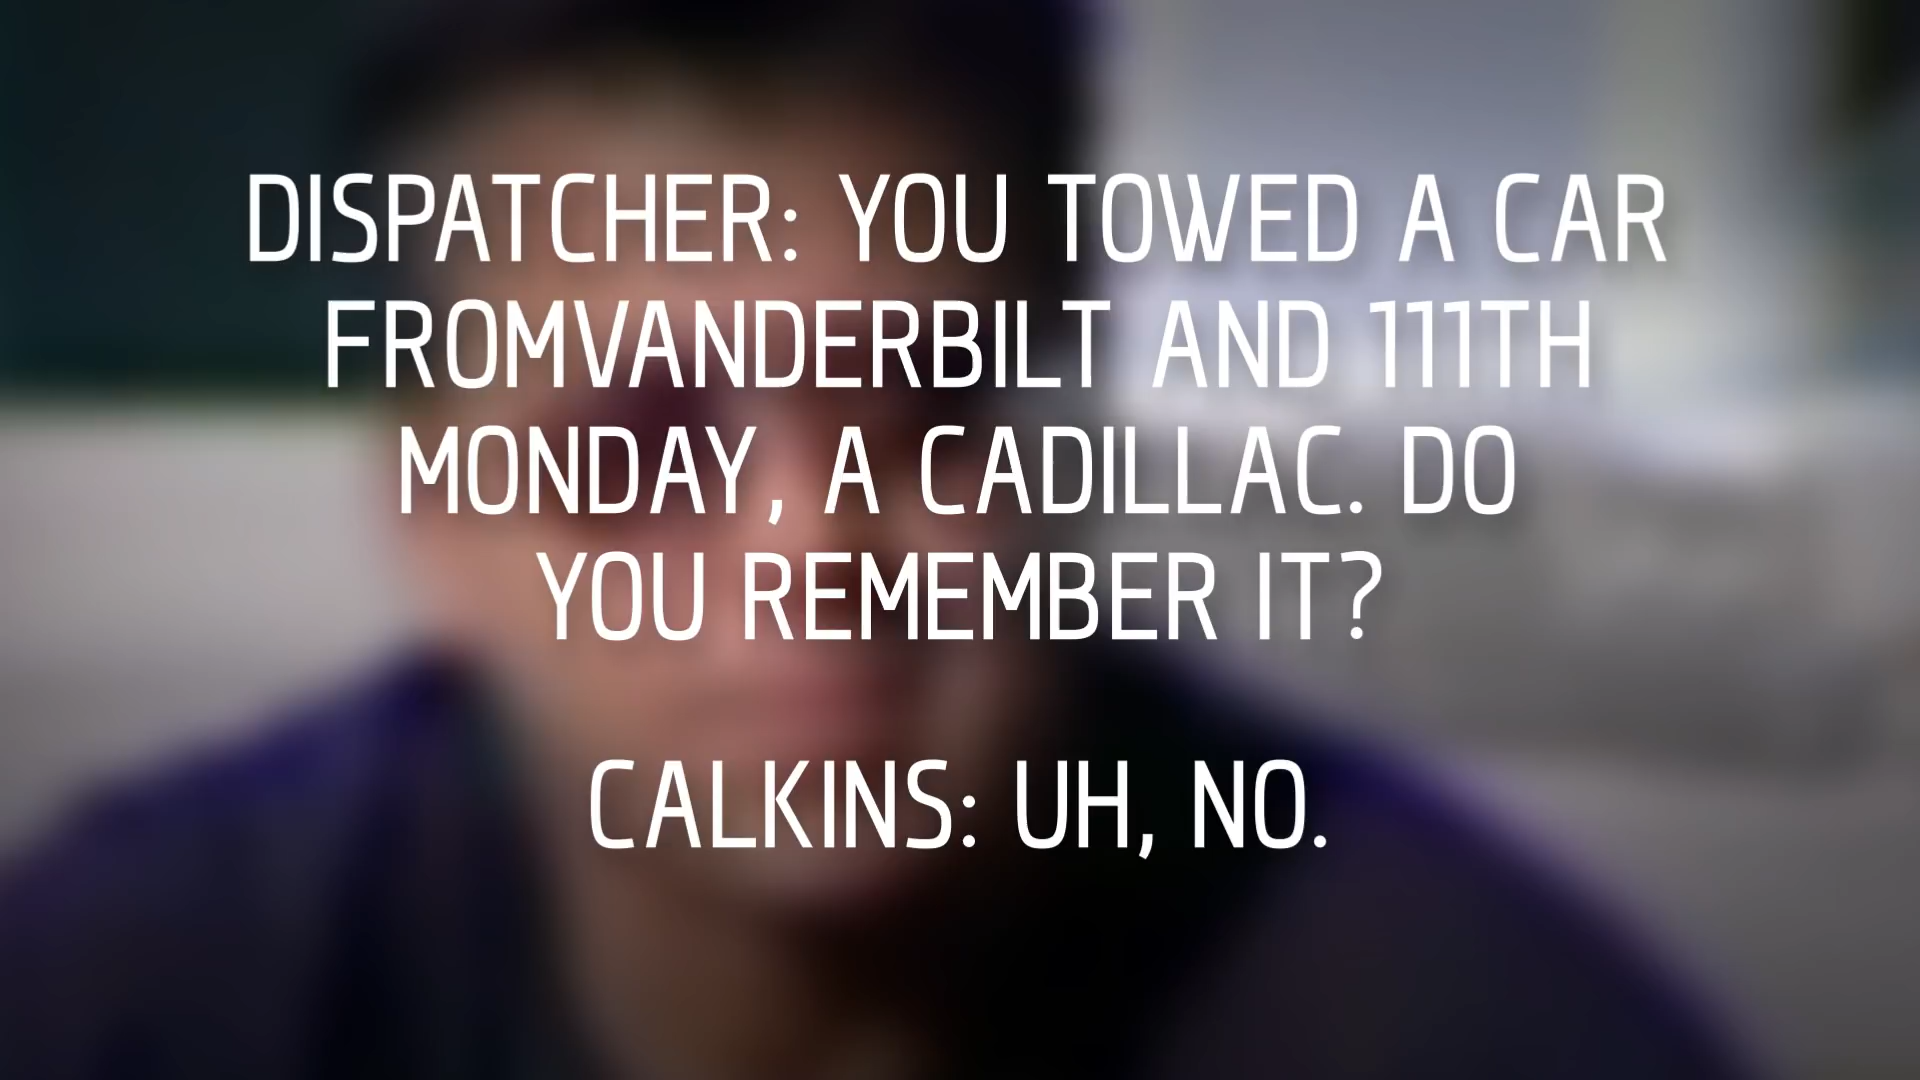 DISPATCHER: YOU TOWED A CAR
FROMVANDERBILT AND 111TH
MONDAY, A CADILLAC. DO
YOU REMEMBER IT?
CALKINS: UH, NO.